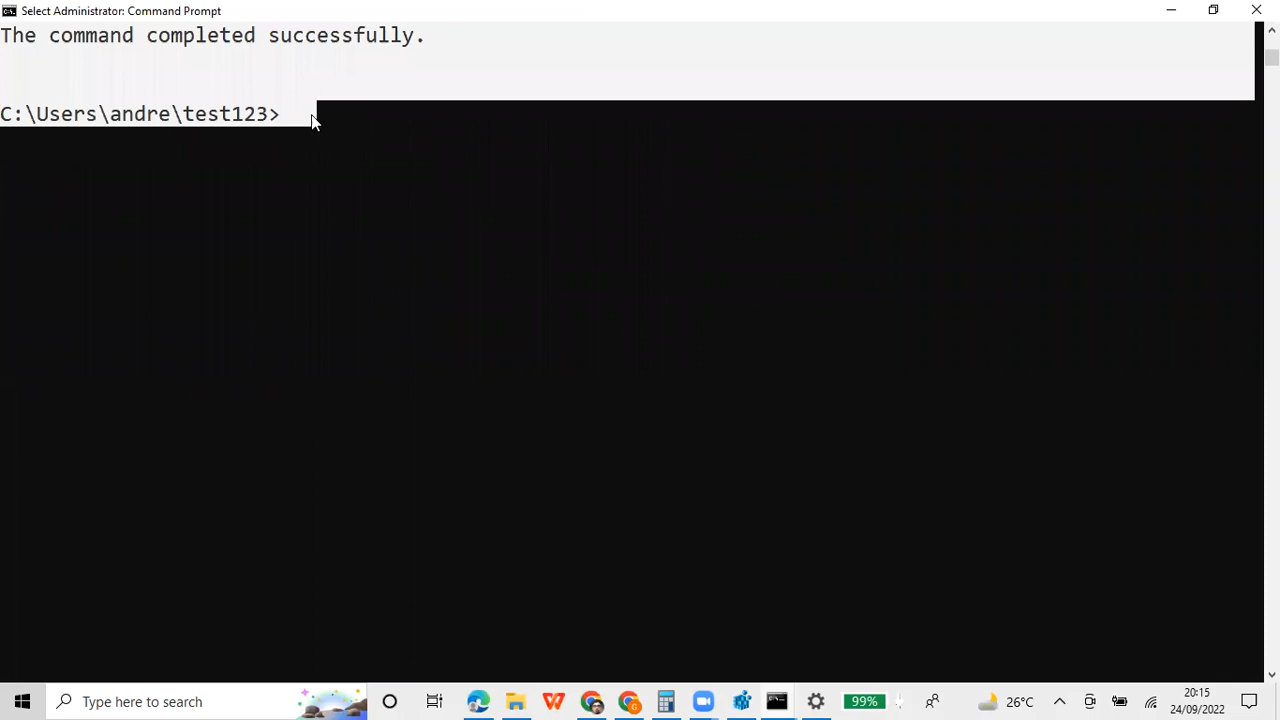 Select Administrator: Command Prompt
The command completed successfully.
C:\Users\andre\test123>
Type here to search
99%
26°C
20:15
24/09/2022